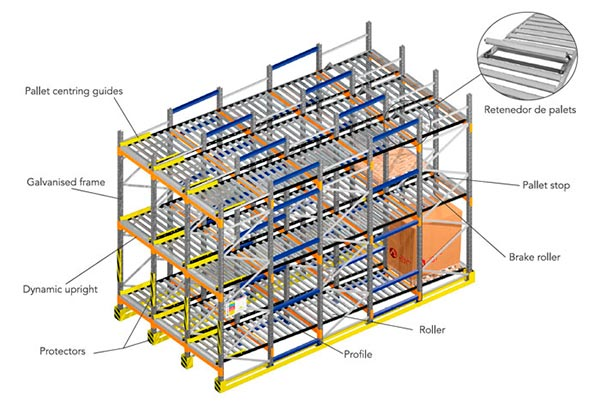 Pallet centring guides
Retenedor de palets
Galvanised frame
Pallet stop
Brake roller
Dynamic upright
Roller
Protectors
Profile